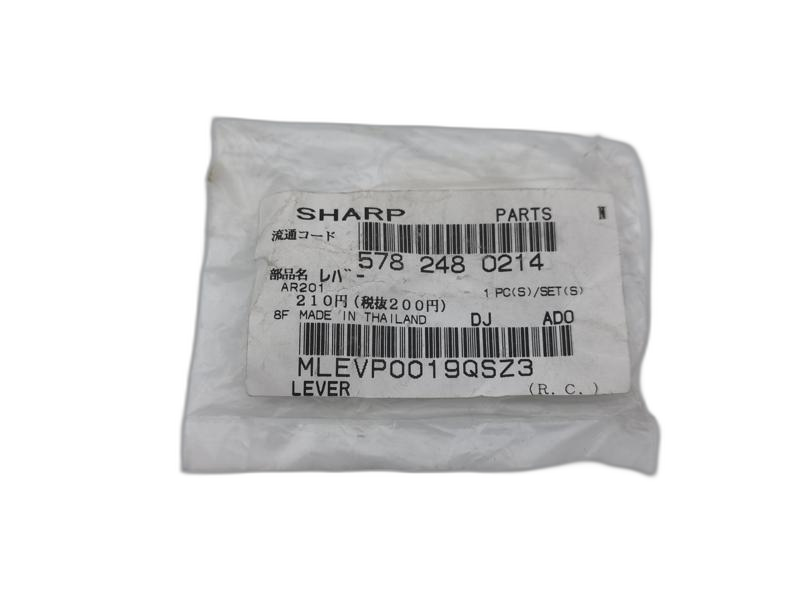 SHARP PARTS N
流通コード
578 248 0214
部品名 レバー
AR201 1 PC(S)/SET(S)
210円(税抜200円)
8F MADE IN THAILAND DJ ADO
MLEVP0019QSZ3
LEVER (R. C. )